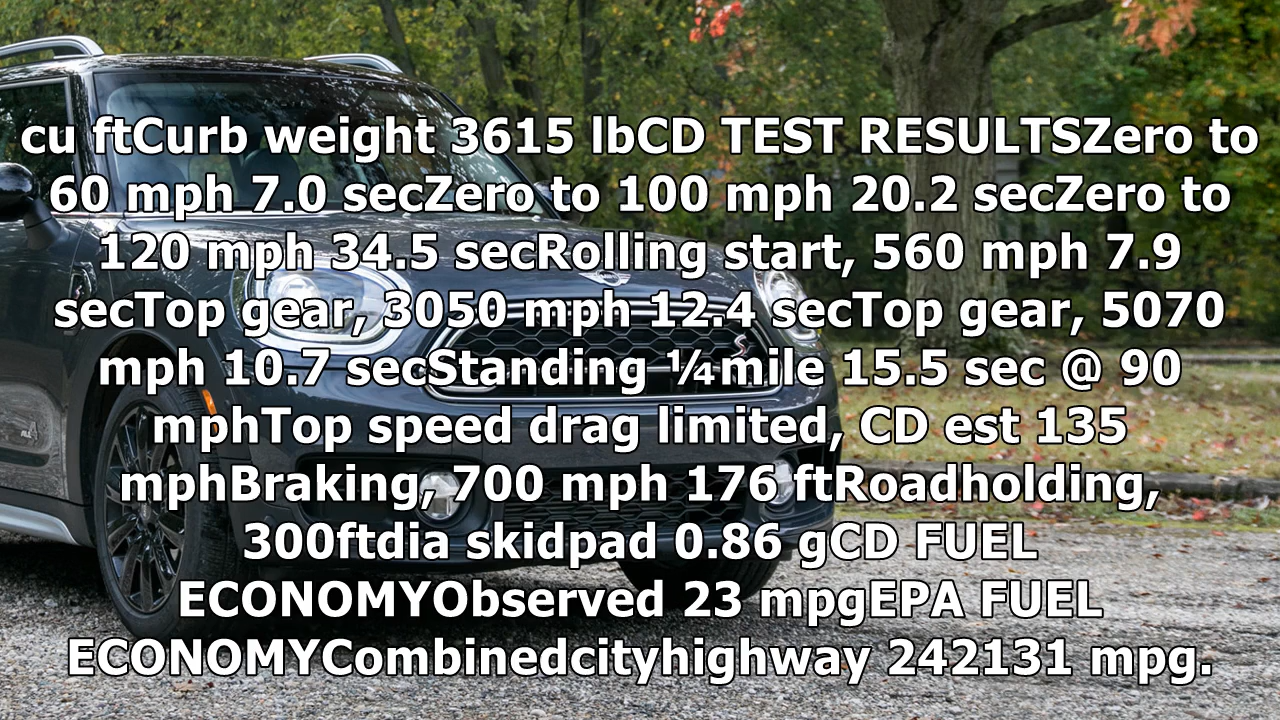 cu ftCurb weight 3615 lbCD TEST RESULTSZero to
60 mph 7.0 secZero to 100 mph 20.2 secZero to
120 mph 34.5 secRolling start, 560 mph 7.9
secTop gear, 3050 mph 12.4 secTop gear, 5070
mph 10.7 secStanding ¼mile 15.5 sec @ 90
mphTop speed drag limited, CD est 135
mphBraking, 700 mph 176 ftRoadholding,
300ftdia skidpad 0.86 gCD FUEL
ECONOMYObserved 23 mpgEPA FUEL
ECONOMYCombinedcityhighway 242131 mpg.
S
ALL4